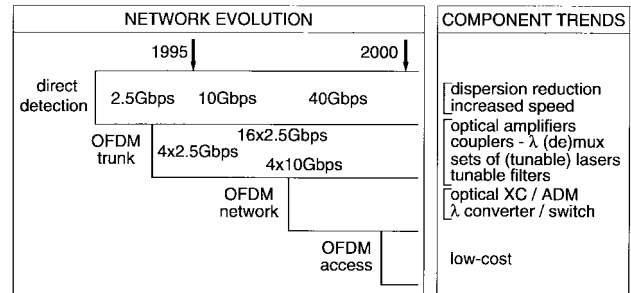 NETWORK EVOLUTION
COMPONENT TRENDS
1995
2000
direct
detection
2.5Gbps 10Gbps 40Gbps
dispersion reduction
increased speed
OFDM
trunk
16x2.5Gbps
4x2.5Gbps
4x10Gbps
optical amplifiers
couplers - λ (de)mux
sets of (tunable) lasers
tunable filters
OFDM
network
optical XC / ADM
λ converter / switch
OFDM
access
low-cost